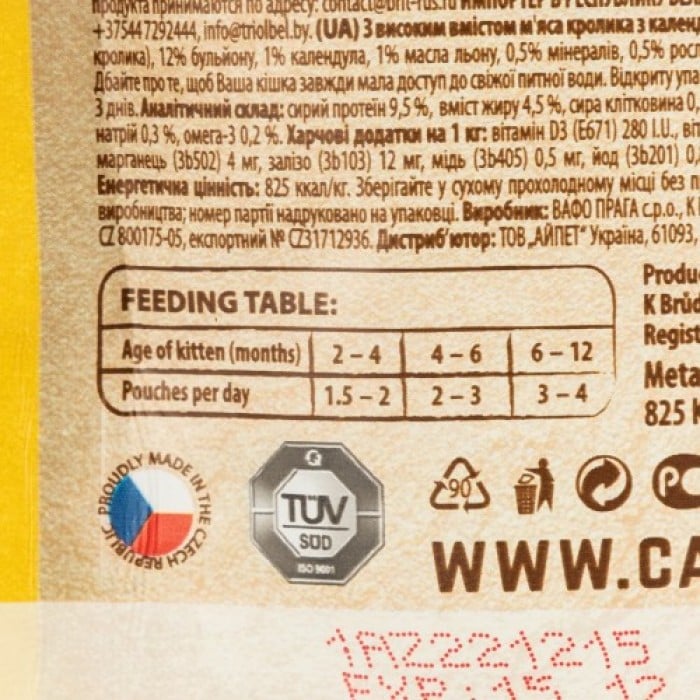 продукта принимаются по адресу: contact@brit-rus.ru
+375447292444, info@triolbel.by. (UA) З високим вмістом м'яса кролика з кален
кролика), 12% бульйону, 1% календула, 1% масла льону, 0,5% мінералів, 0,5% рос
Дбайте про те, щоб Ваша кішка завжди мала доступ до свіжої питної води. Відкриту упа
3 днів. Аналітичний склад: сирий протеїн 9,5 %, вміст жиру 4,5 %, сира клітковина 0,
натрій 0,3 %, омега-3 0,2 %. Харчові додатки на 1 кг: вітамін D3 (E671) 280 I.U., віт
марганець (3b502) 4 мг, залізо (3b103) 12 мг, мідь (3b405) 0,5 мг, йод (3b201) 0,
Енергетична цінність: 825 ккал/кг. Зберігайте у сухому прохолодному місці без п
виробництва; номер партії надруковано на упаковці. Виробник: ВАФО ПРАГА с.р.о., К
CZ 800175-05, експортний № CZ31712936. Дистриб'ютор: ТОВ „АЙПЕТ" Україна, 61093,
FEEDING TABLE:
Age of kitten (months) 2 – 4 4 – 6 6 – 12
Pouches per day 1.5 – 2 2 – 3 3 – 4
Produc
K Brüd
Regist
Meta
825 k
PROUDLY MADE IN THE CZECH REPUBLIC
TÜV
SÜD
ISO 9001
90
PC
WWW.CA
1AZ2221215
EXP.:15.12